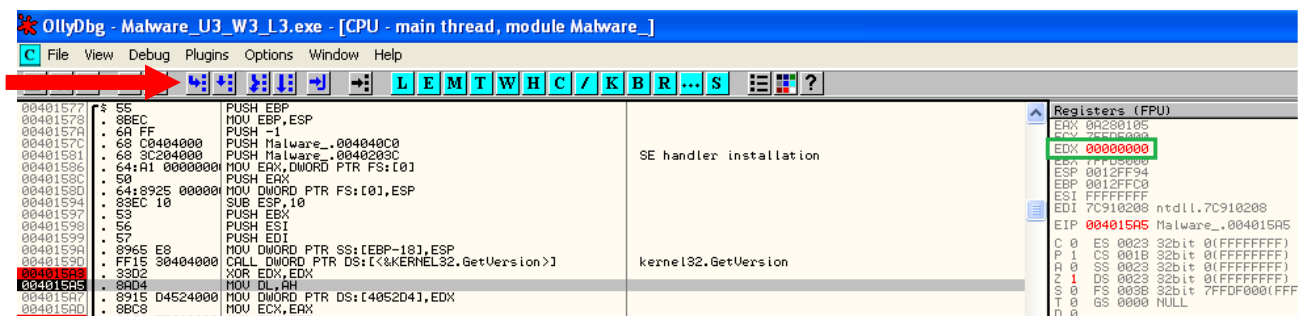 OllyDbg - Malware_U3_W3_L3.exe - [CPU - main thread, module Malware_]
C File View Debug Plugins Options Window Help
L E M T W H C / K B R ... S ?
00401577 $ 55 PUSH EBP
00401578 . 8BEC MOV EBP,ESP
0040157A . 6A FF PUSH -1
0040157C . 68 C0404000 PUSH Malware_.004040C0
00401581 . 68 3C204000 PUSH Malware_.0040203C SE handler installation
00401586 . 64:A1 0000000 MOV EAX,DWORD PTR FS:[0]
0040158C . 50 PUSH EAX
0040158D . 64:8925 00000 MOV DWORD PTR FS:[0],ESP
00401594 . 83EC 10 SUB ESP,10
00401597 . 53 PUSH EBX
00401598 . 56 PUSH ESI
00401599 . 57 PUSH EDI
0040159A . 8965 E8 MOV DWORD PTR SS:[EBP-18],ESP
0040159D . FF15 30404000 CALL DWORD PTR DS:[<&KERNEL32.GetVersion>] kernel32.GetVersion
004015A3 . 33D2 XOR EDX,EDX
004015A5 . 8AD4 MOV DL,AH
004015A7 . 8915 D4524000 MOV DWORD PTR DS:[4052D4],EDX
004015AD . 8BC8 MOV ECX,EAX
Registers (FPU)
EAX 0A280105
EDX 00000000
EBX 7FFD5000
ESP 0012FF94
EBP 0012FFC0
ESI FFFFFFFF
EDI 7C910208 ntdll.7C910208
EIP 004015A5 Malware_.004015A5
C 0 ES 0023 32bit 0(FFFFFFFF)
P 1 CS 001B 32bit 0(FFFFFFFF)
A 0 SS 0023 32bit 0(FFFFFFFF)
Z 1 DS 0023 32bit 0(FFFFFFFF)
S 0 FS 003B 32bit 7FFDF000(FFF
T 0 GS 0000 NULL
D 0